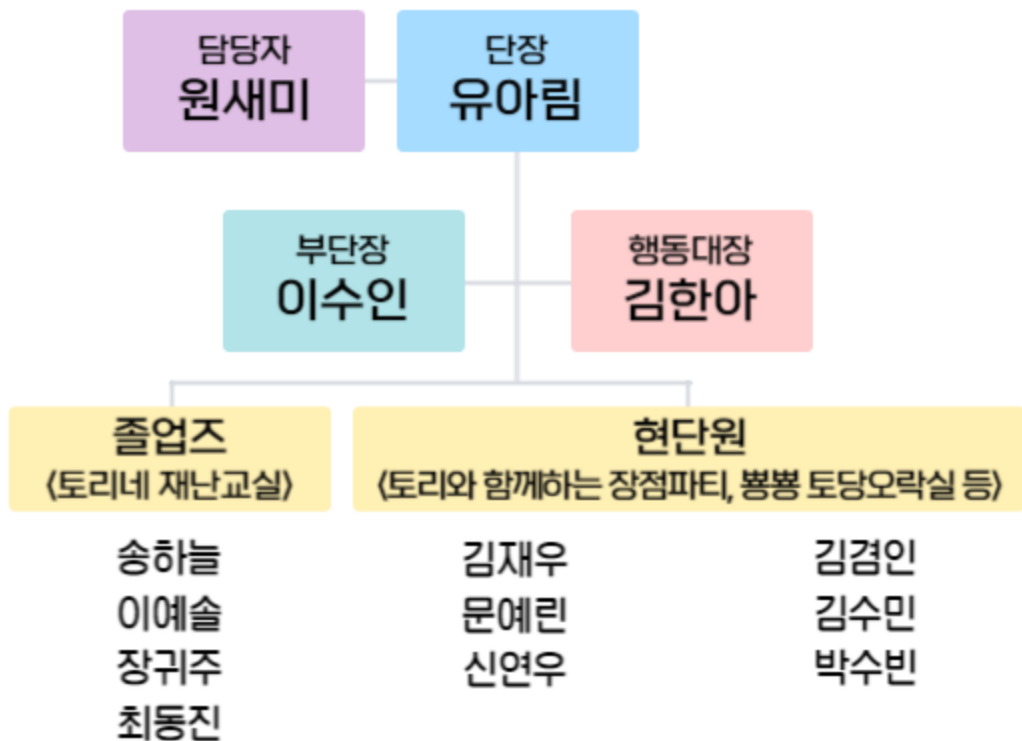 담당자
원새미
단장
유아림
부단장
이수인
행동대장
김한아
졸업즈
〈토리네 재난교실〉
송하늘
이예솔
장귀주
최동진
현단원
〈토리와 함께하는 장점파티, 뿅뿅 토당오락실 등〉
김재우
문예린
신연우
김겸인
김수민
박수빈